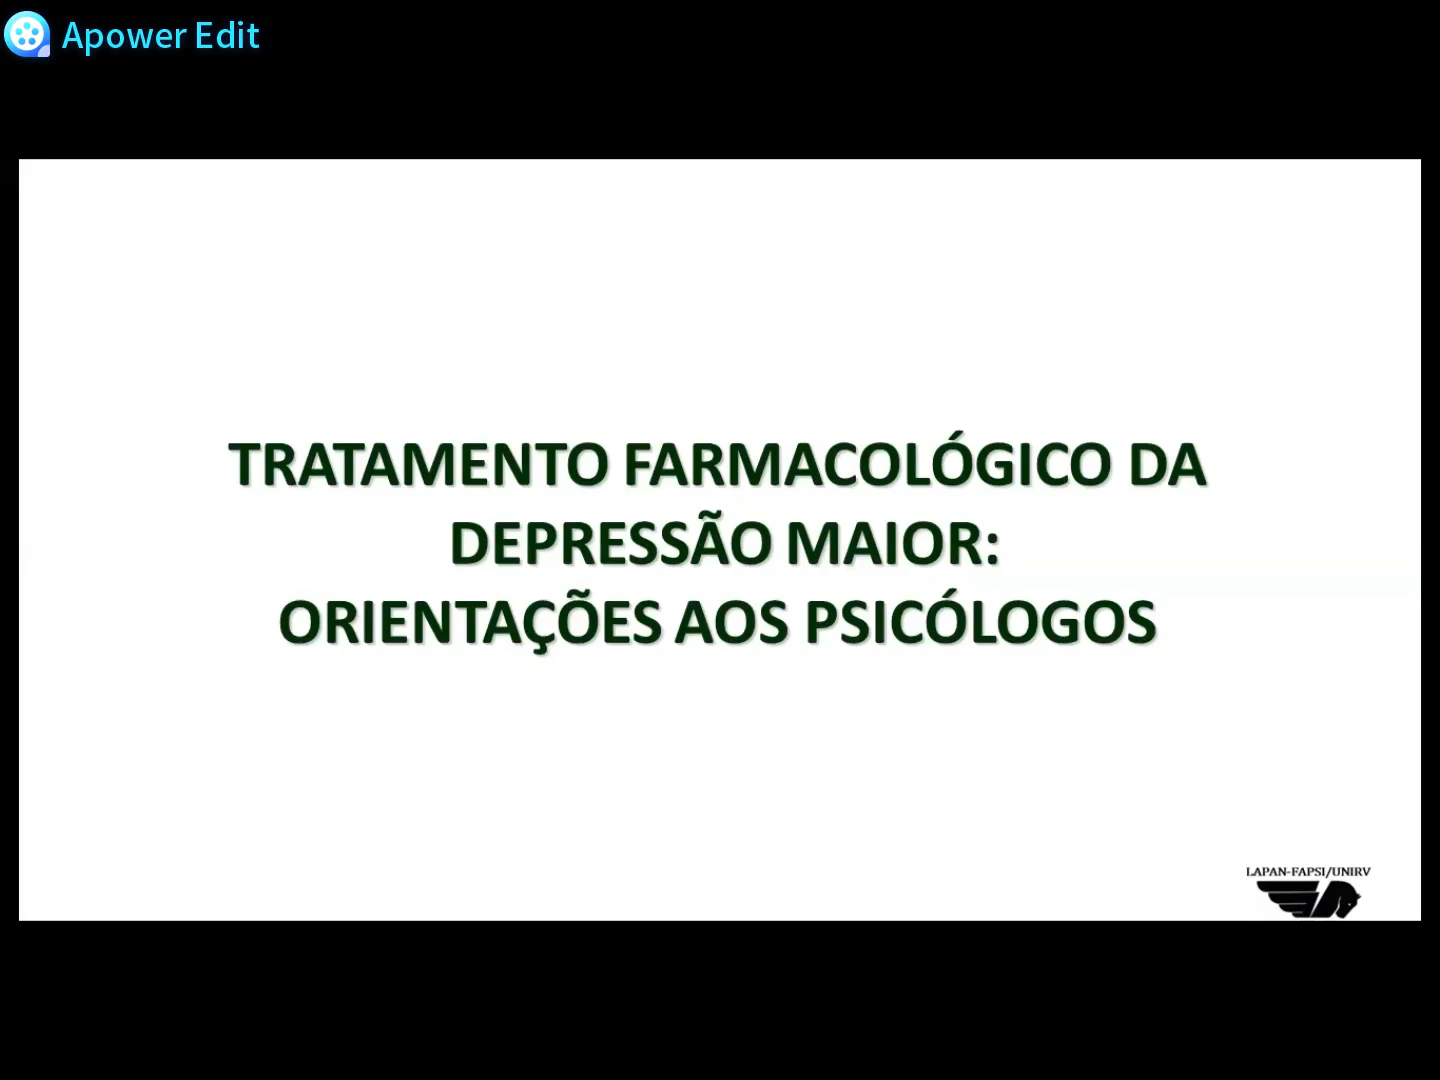 Apower Edit
TRATAMENTO FARMACOLÓGICO DA
DEPRESSÃO MAIOR:
ORIENTAÇÕES AOS PSICÓLOGOS
LAPAN-FAPSI/UNIRV